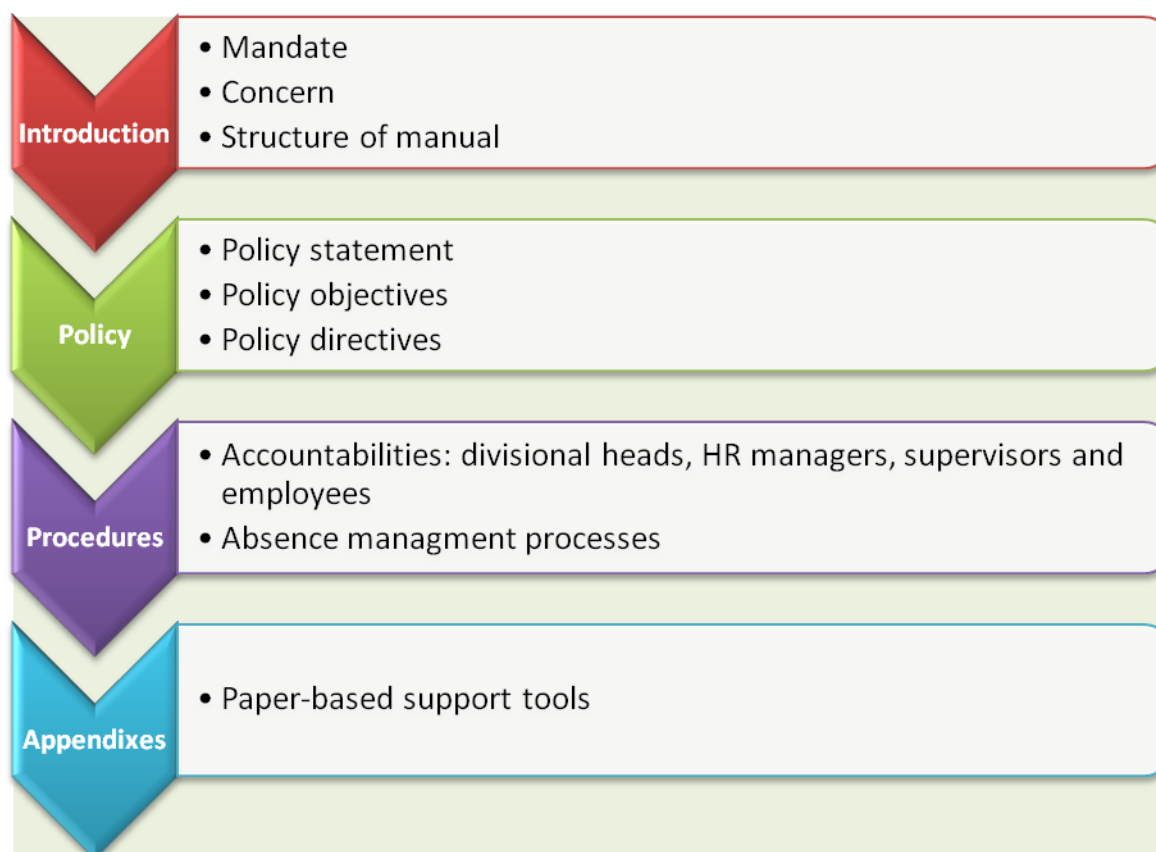 Introduction
• Mandate
• Concern
• Structure of manual
Policy
• Policy statement
• Policy objectives
• Policy directives
Procedures
• Accountabilities: divisional heads, HR managers, supervisors and
employees
• Absence managment processes
Appendixes
• Paper-based support tools